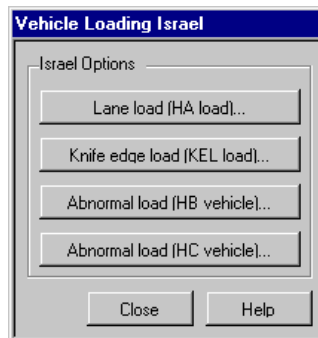 Vehicle Loading Israel
Israel Options
Lane load (HA load)...
Knife edge load (KEL load)...
Abnormal load (HB vehicle)...
Abnormal load (HC vehicle)...
Close Help